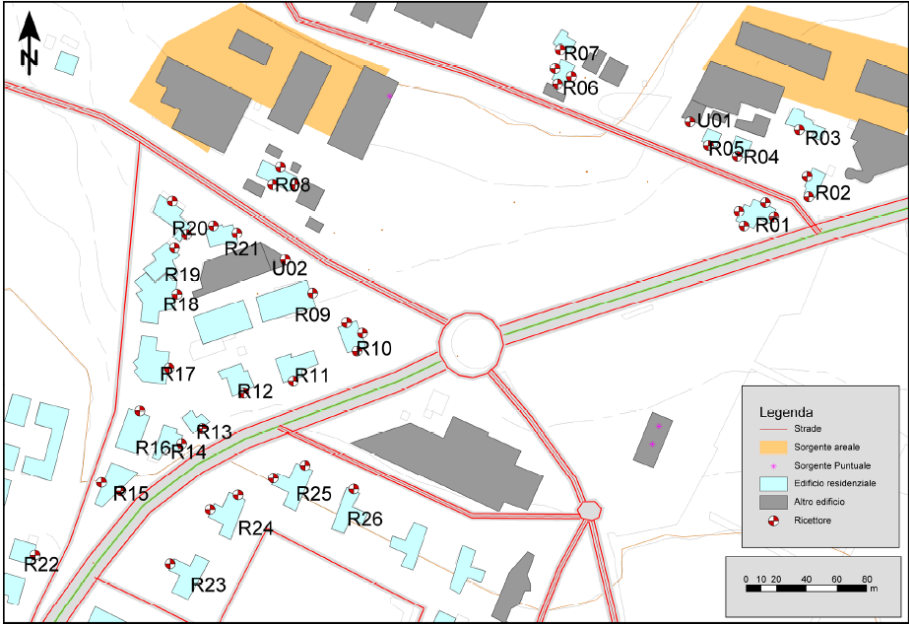 N
R07
R06
U01
R03
R05
R04
R02
R08
R01
R20
R21
R19
U02
R18
R09
R10
R17
R11
R12
R13
R16
R14
R15
R25
R26
R24
R22
R23
Legenda
Strade
Sorgente areale
Sorgente Puntuale
Edificio residenziale
Altro edificio
Ricettore
0 10 20 40 60 80
m